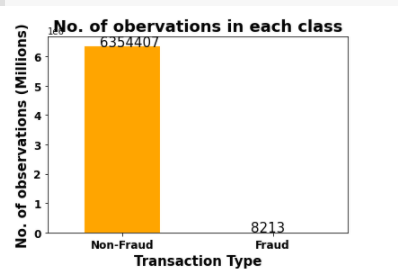 No. of obervations in each class
1e6
6354407
6
5
4
3
2
1
0
8213
Non-Fraud
Fraud
Transaction Type
No. of observations (Millions)